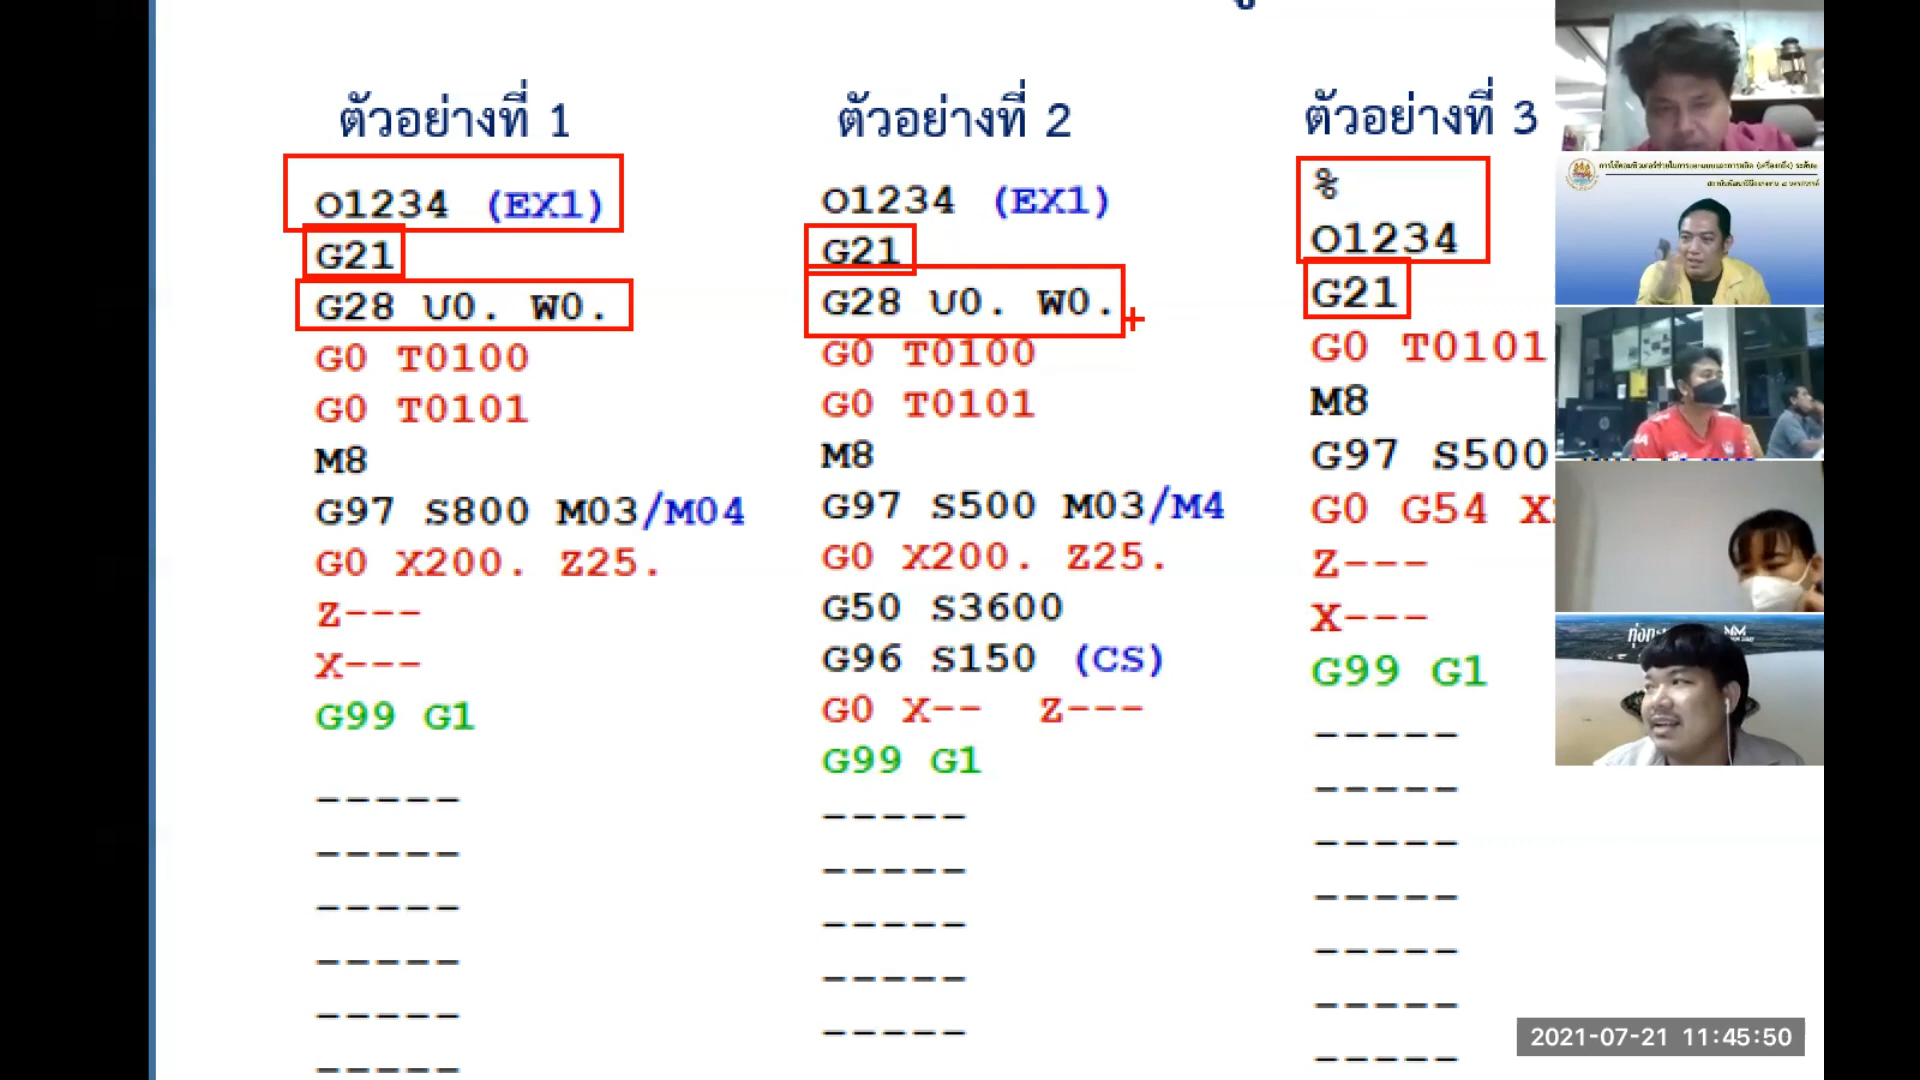 ตัวอย่างที่ 1
O1234 (EX1)
G21
G28 U0. W0.
G0 T0100
G0 T0101
M8
G97 S800 M03/M04
G0 X200. Z25.
Z---
X---
G99 G1
-----
-----
-----
-----
-----
-----
ตัวอย่างที่ 2
O1234 (EX1)
G21
G28 U0. W0.
G0 T0100
G0 T0101
M8
G97 S500 M03/M4
G0 X200. Z25.
G50 S3600
G96 S150 (CS)
G0 X-- Z---
G99 G1
-----
-----
-----
-----
-----
ตัวอย่างที่ 3
%
O1234
G21
G0 T0101
M8
G97 S500
G0 G54 X
Z---
X---
G99 G1
-----
-----
-----
-----
-----
-----
-----
2021-07-21 11:45:50